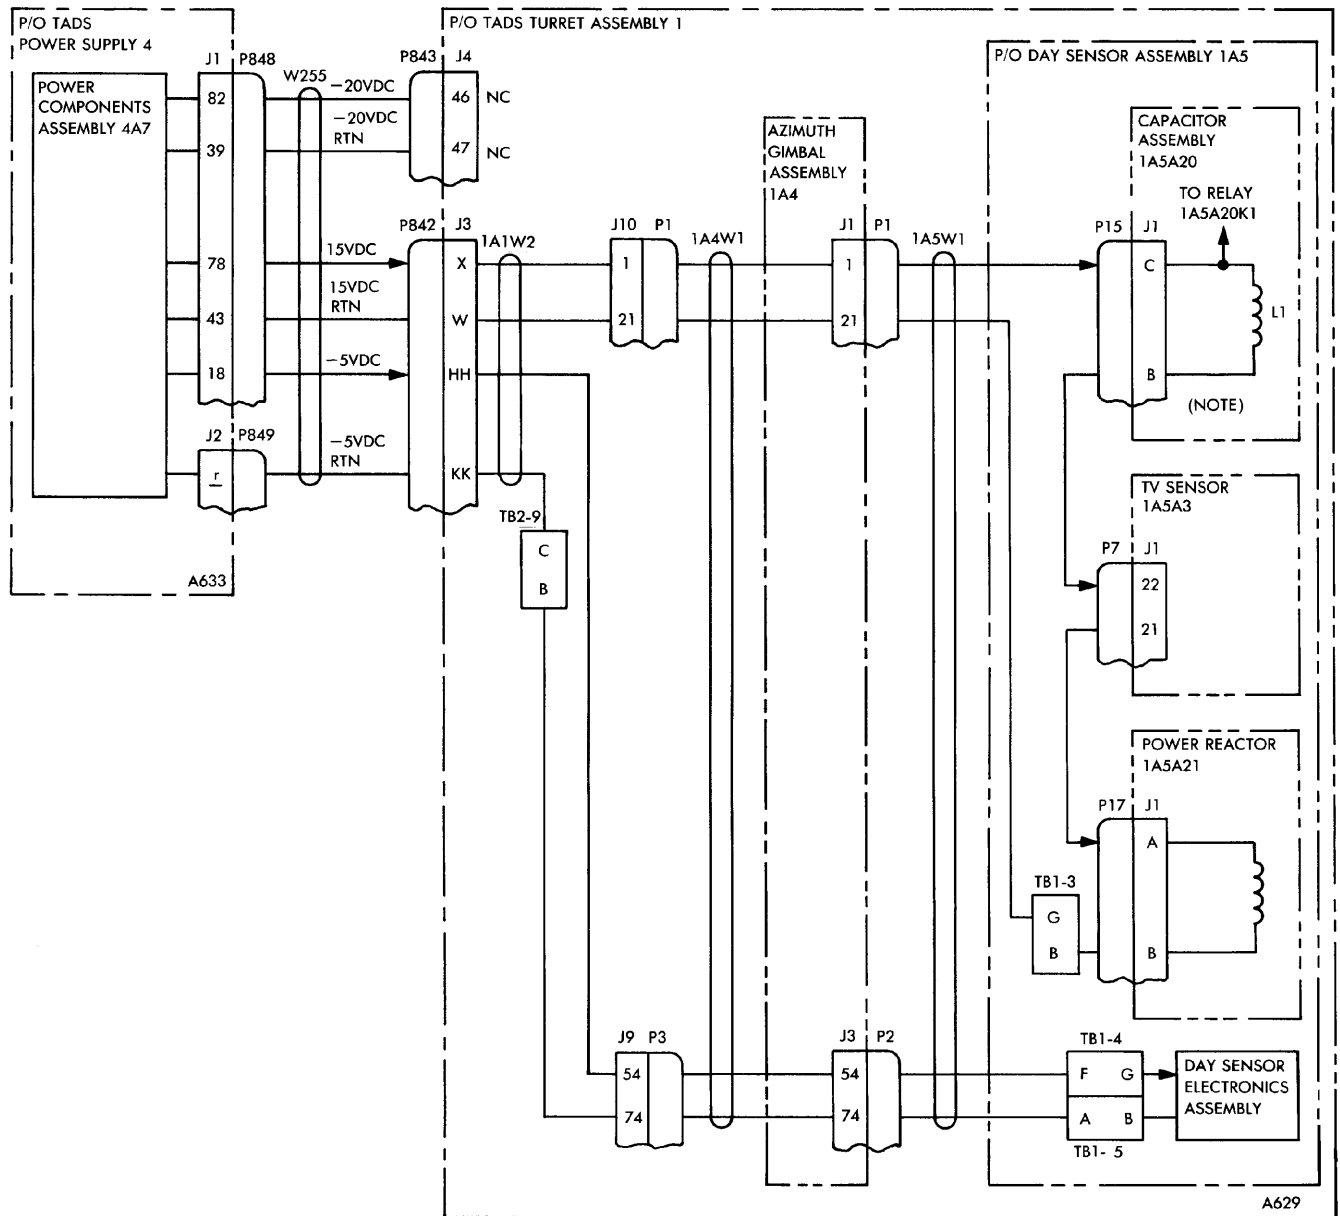 P/O TADS
POWER SUPPLY 4
P/O TADS TURRET ASSEMBLY 1
P/O DAY SENSOR ASSEMBLY 1A5
J1 P848
W255
−20VDC
P843 J4
POWER
COMPONENTS
ASSEMBLY 4A7
82
46 NC
−20VDC
RTN
39
47 NC
AZIMUTH
GIMBAL
ASSEMBLY
1A4
CAPACITOR
ASSEMBLY
1A5A20
TO RELAY
1A5A20K1
P842 J3
1A1W2
J10 P1
1A4W1
J1 P1
1A5W1
P15 J1
15VDC
78
X
1
1
C
15VDC
RTN
43
W
21
21
L1
−5VDC
18
HH
B
(NOTE)
J2 P849
−5VDC
RTN
r
KK
TB2-9
C
B
A633
TV SENSOR
1A5A3
P7 J1
22
21
POWER REACTOR
1A5A21
P17 J1
A
TB1-3
G
B
B
J9 P3
J3 P2
TB1-4
54
54
F G
DAY SENSOR
ELECTRONICS
ASSEMBLY
74
74
A B
TB1- 5
A629